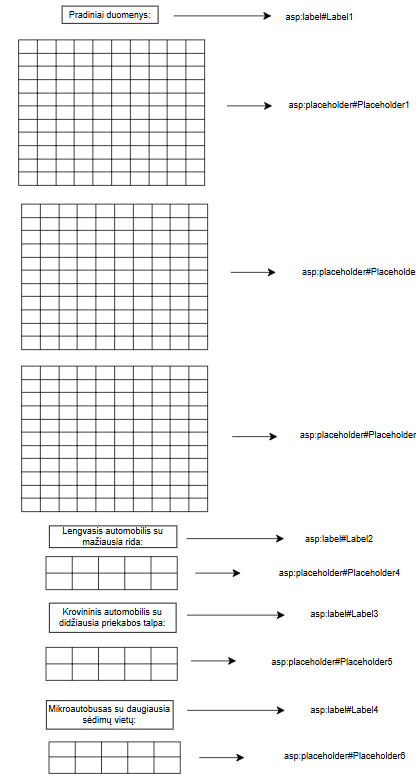 Pradiniai duomenys:
asp:label#Label1
asp:placeholder#Placeholder1
asp:placeholder#Placeholde
asp:placeholder#Placeholder
Lengvasis automobilis su
mažiausia rida:
asp:label#Label2
asp:placeholder#Placeholder4
Krovininis automobilis su
didžiausia priekabos talpa:
asp:label#Label3
asp:placeholder#Placeholder5
Mikroautobusas su daugiausia
sėdimų vietų:
asp:label#Label4
asp:placeholder#Placeholder6